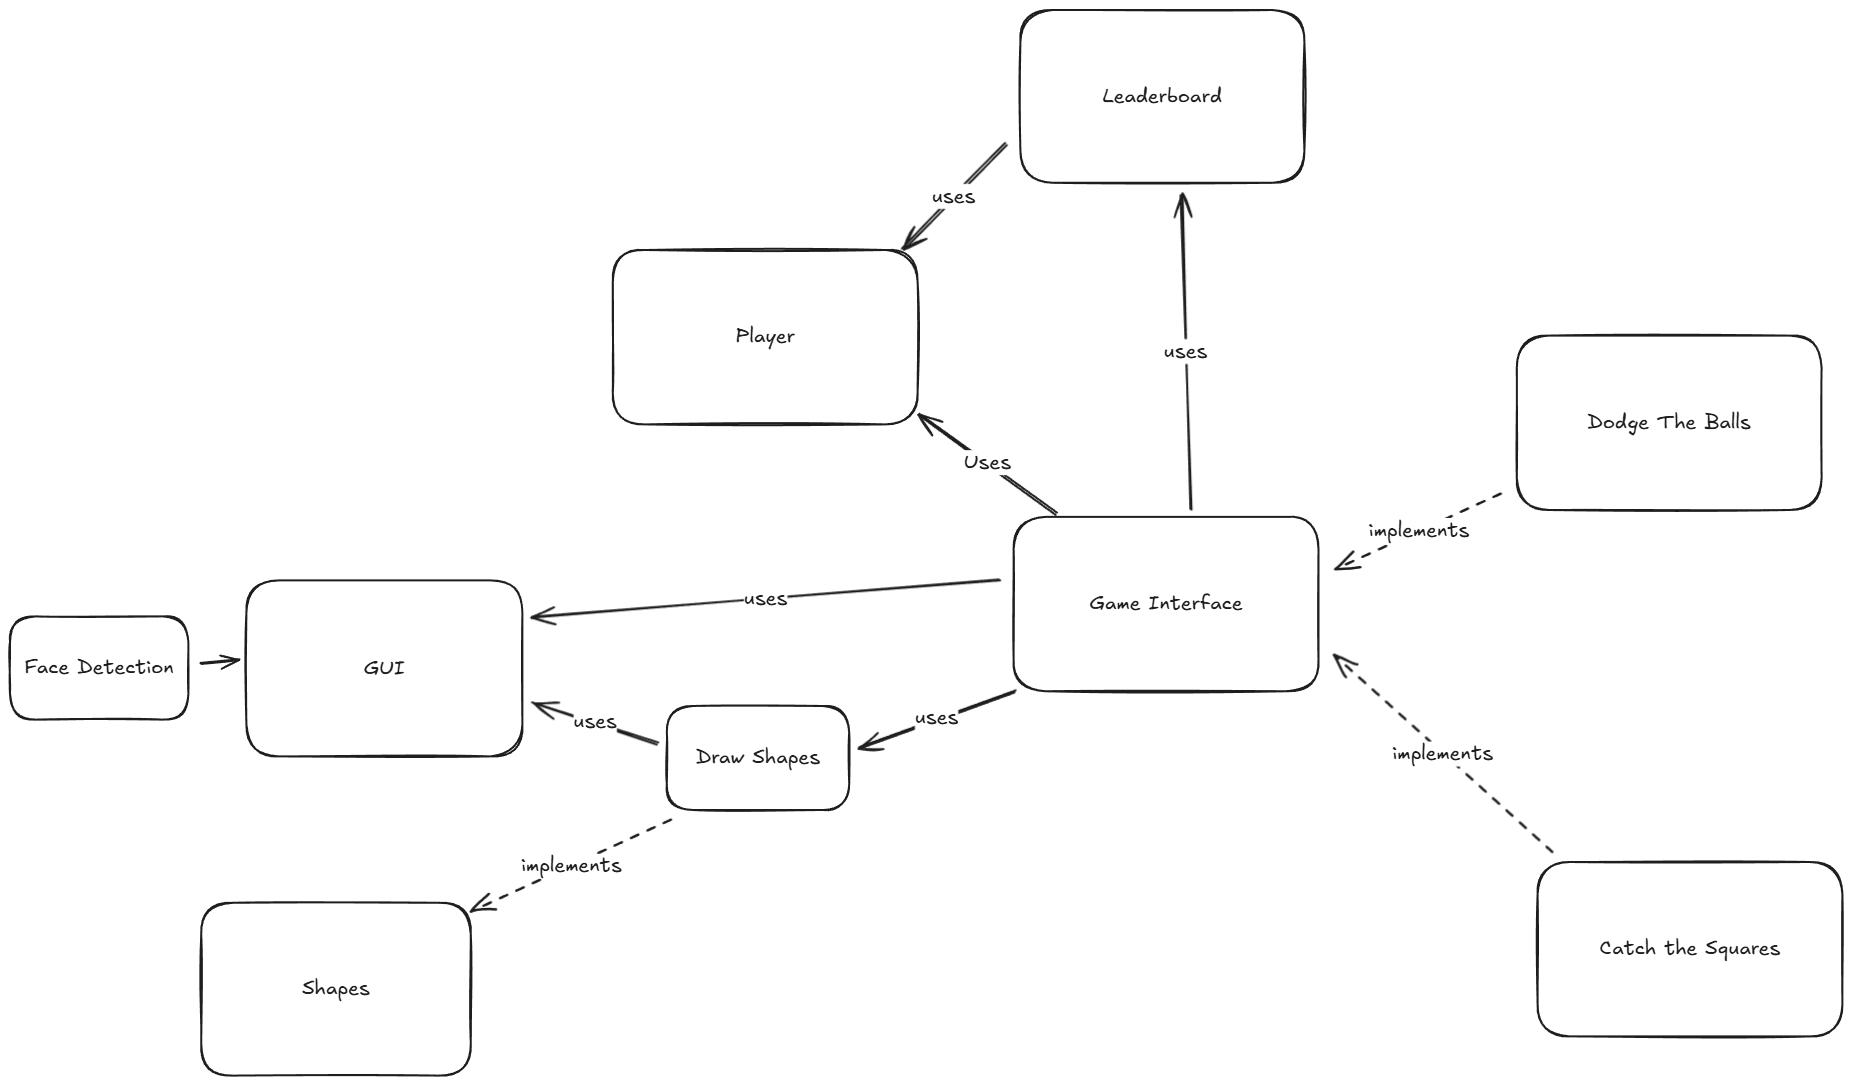 Leaderboard
uses
Player
uses
Dodge The Balls
Uses
implements
uses
Game Interface
Face Detection
GUI
uses
uses
Draw Shapes
implements
implements
Catch the Squares
Shapes